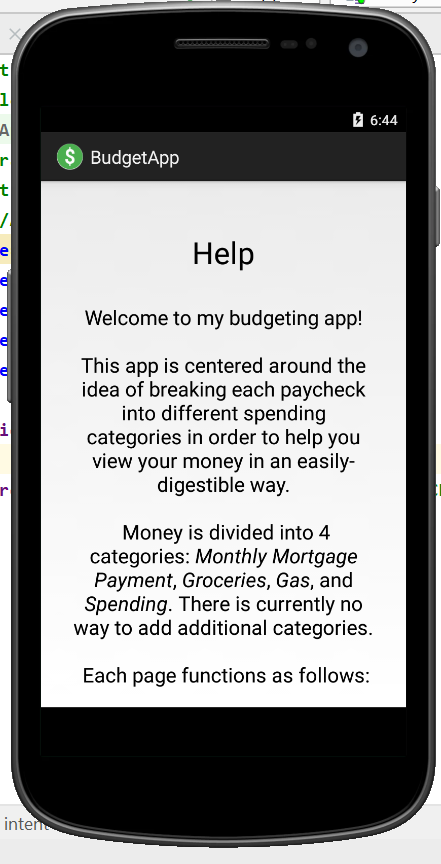 6:44
$ BudgetApp
Help
Welcome to my budgeting app!
This app is centered around the
idea of breaking each paycheck
into different spending
categories in order to help you
view your money in an easily-
digestible way.
Money is divided into 4
categories: Monthly Mortgage
Payment, Groceries, Gas, and
Spending. There is currently no
way to add additional categories.
Each page functions as follows:
intent